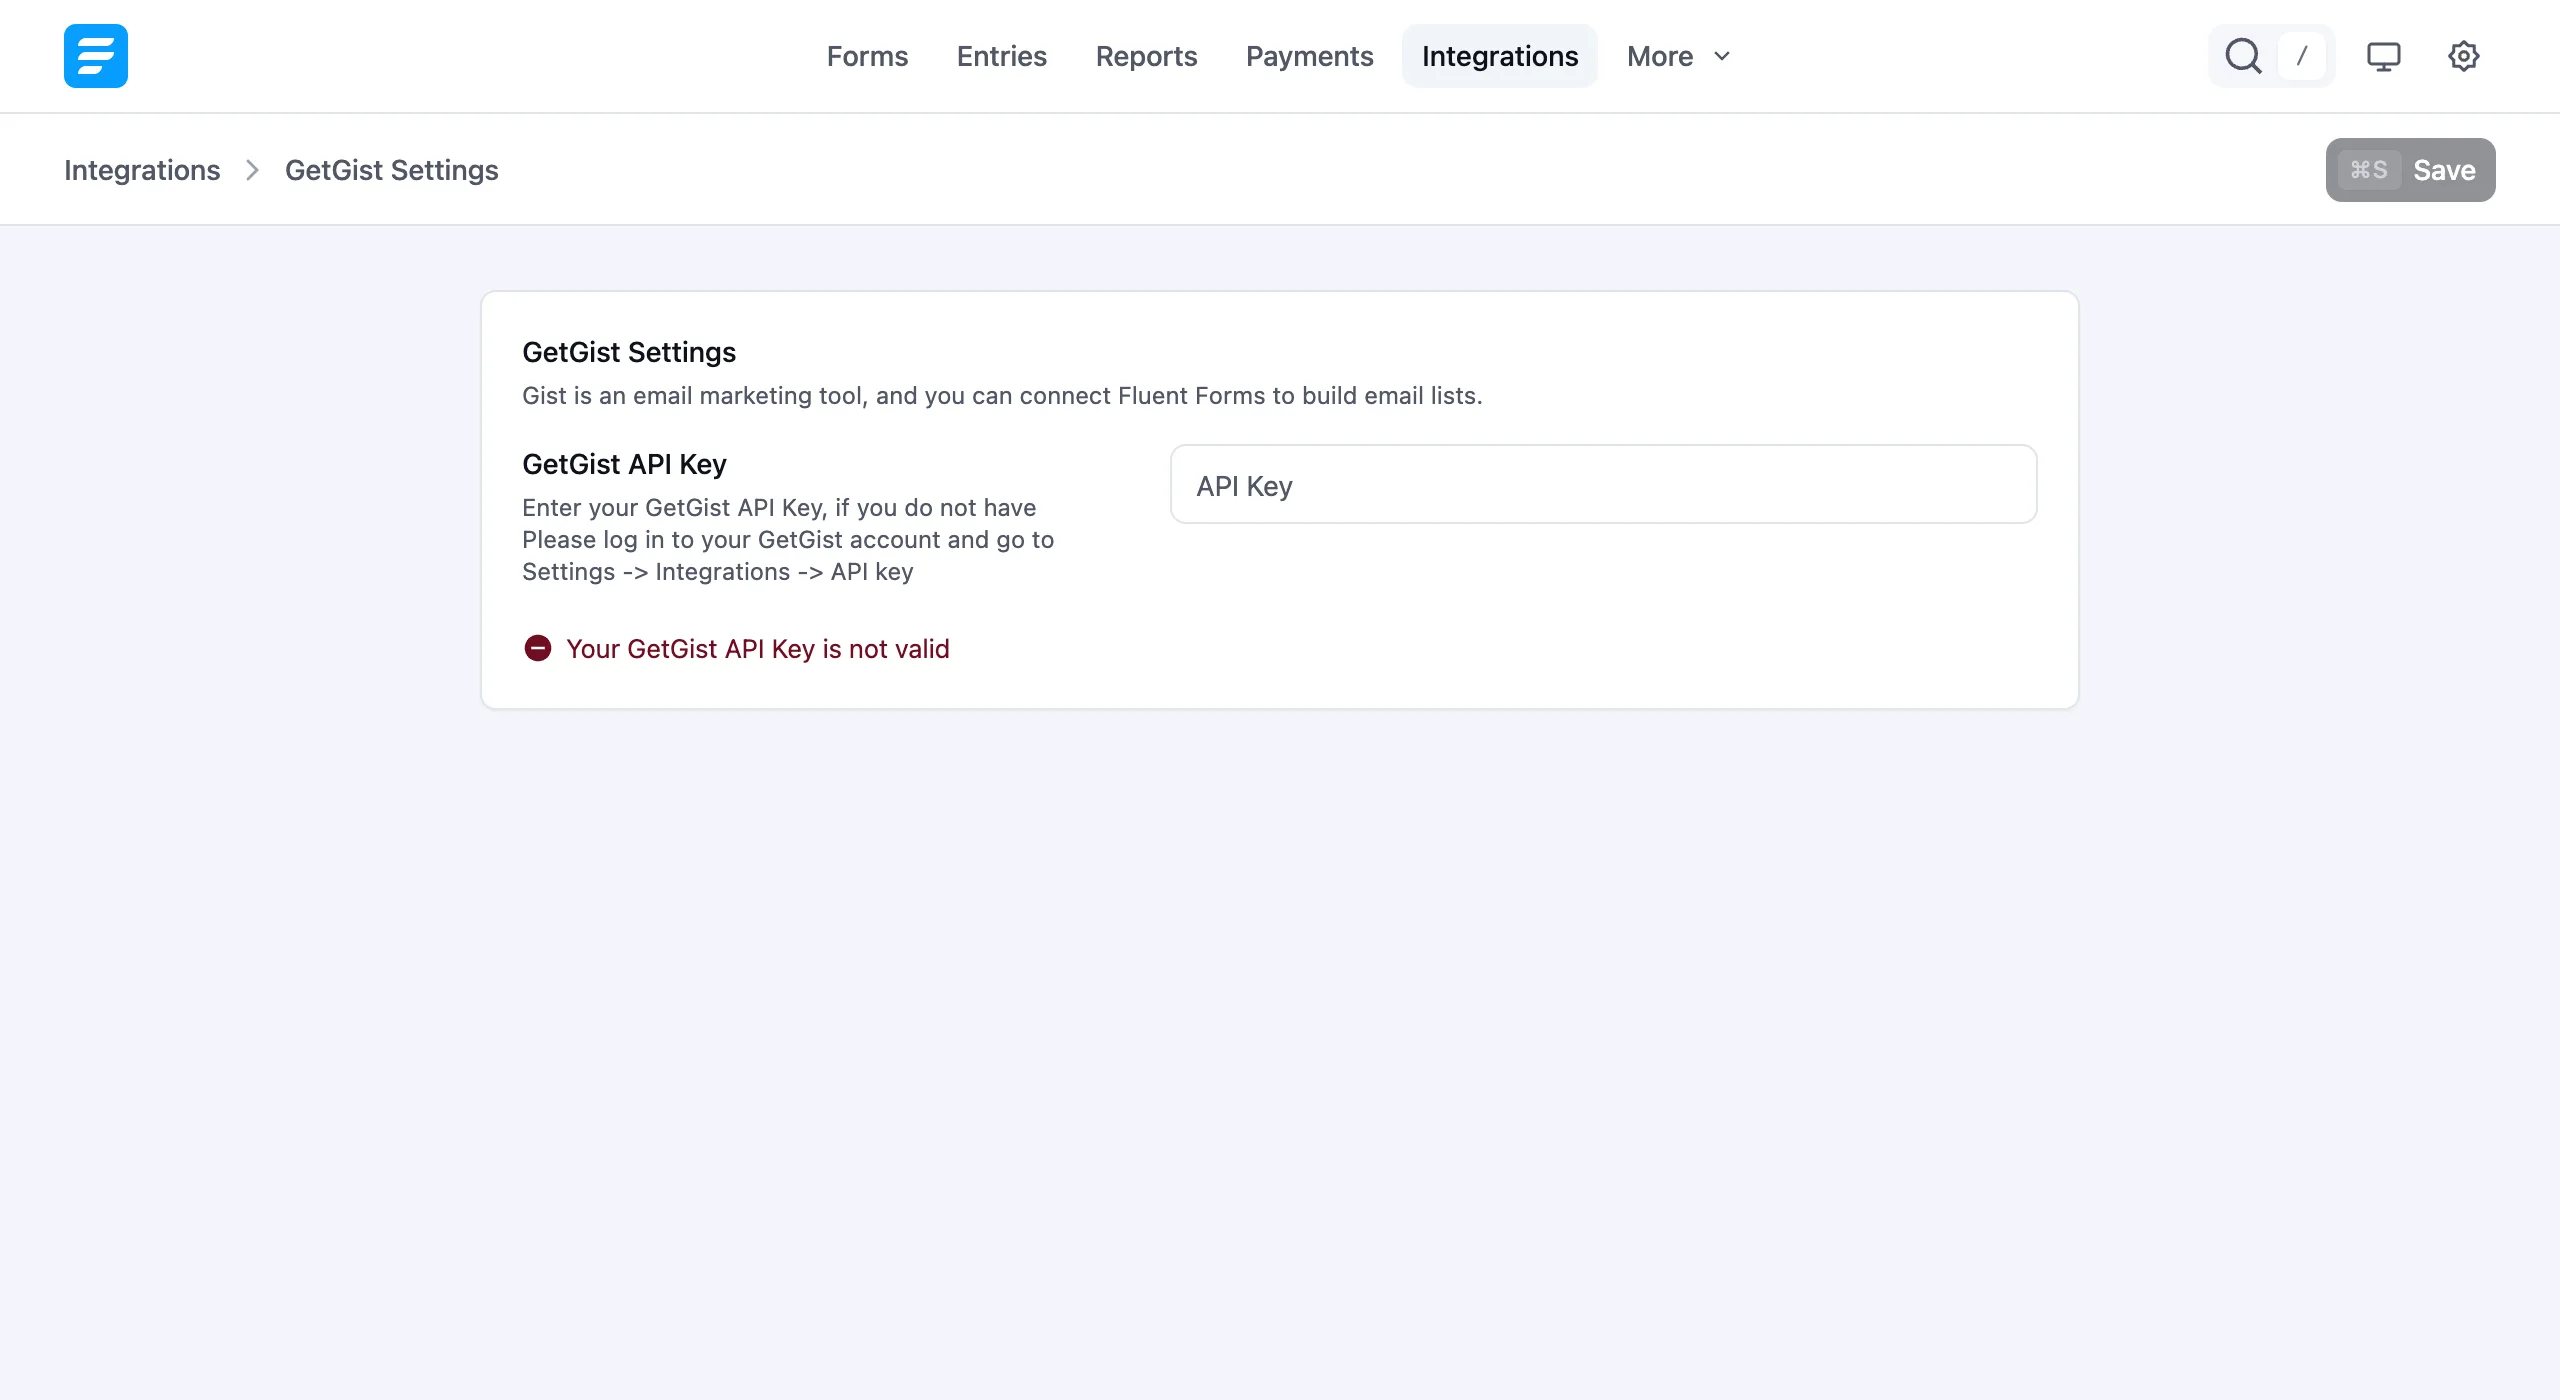 Forms Entries Reports Payments Integrations More /
Integrations > GetGist Settings ⌘S Save
GetGist Settings
Gist is an email marketing tool, and you can connect Fluent Forms to build email lists.
GetGist API Key
API Key
Enter your GetGist API Key, if you do not have
Please log in to your GetGist account and go to
Settings -> Integrations -> API key
Your GetGist API Key is not valid